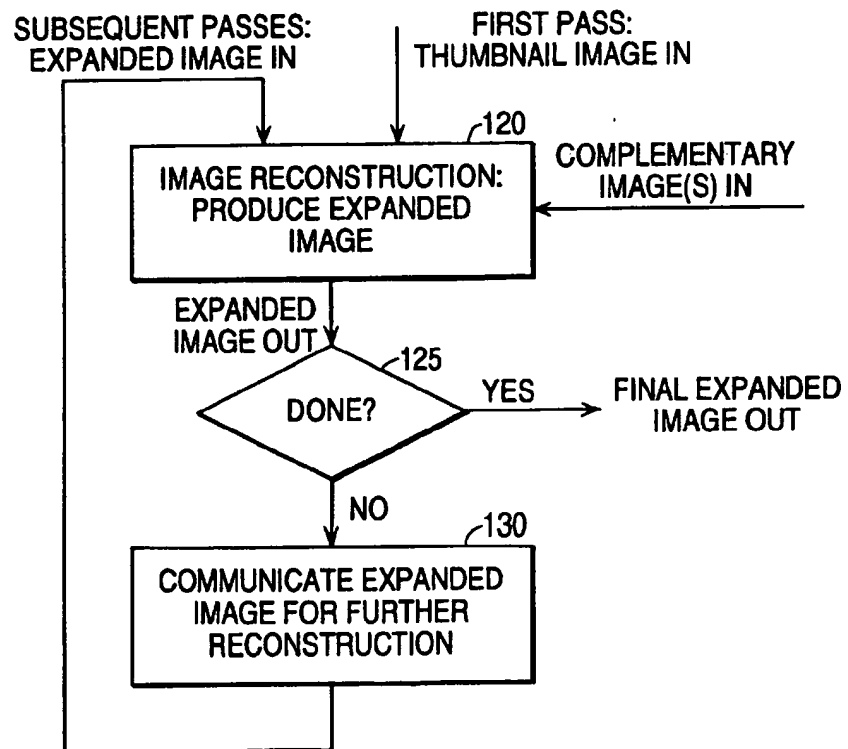 SUBSEQUENT PASSES:
EXPANDED IMAGE IN
FIRST PASS:
THUMBNAIL IMAGE IN
120
IMAGE RECONSTRUCTION:
PRODUCE EXPANDED
IMAGE
COMPLEMENTARY
IMAGE(S) IN
EXPANDED
IMAGE OUT
125
DONE?
YES
FINAL EXPANDED
IMAGE OUT
NO
130
COMMUNICATE EXPANDED
IMAGE FOR FURTHER
RECONSTRUCTION